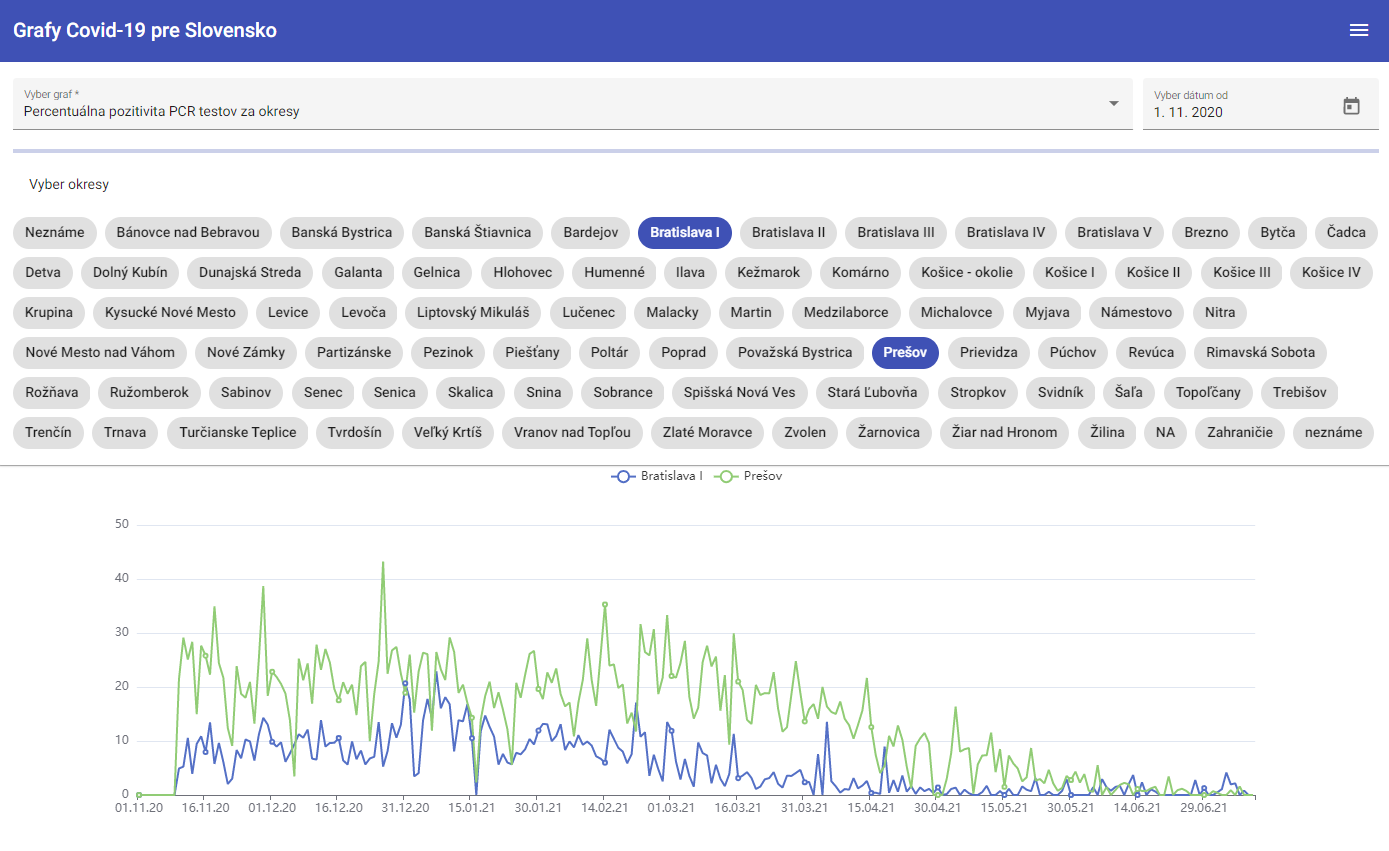 Grafy Covid-19 pre Slovensko
Vyber graf *
Percentuálna pozitivita PCR testov za okresy
Vyber dátum od
1. 11. 2020
Vyber okresy
Neznáme Bánovce nad Bebravou Banská Bystrica Banská Štiavnica Bardejov Bratislava I Bratislava II Bratislava III Bratislava IV Bratislava V Brezno Bytča Čadca
Detva Dolný Kubín Dunajská Streda Galanta Gelnica Hlohovec Humenné Ilava Kežmarok Komárno Košice - okolie Košice I Košice II Košice III Košice IV
Krupina Kysucké Nové Mesto Levice Levoča Liptovský Mikuláš Lučenec Malacky Martin Medzilaborce Michalovce Myjava Námestovo Nitra
Nové Mesto nad Váhom Nové Zámky Partizánske Pezinok Piešťany Poltár Poprad Považská Bystrica Prešov Prievidza Púchov Revúca Rimavská Sobota
Rožňava Ružomberok Sabinov Senec Senica Skalica Snina Sobrance Spišská Nová Ves Stará Ľubovňa Stropkov Svidník Šaľa Topoľčany Trebišov
Trenčín Trnava Turčianske Teplice Tvrdošín Veľký Krtíš Vranov nad Topľou Zlaté Moravce Zvolen Žarnovica Žiar nad Hronom Žilina NA Zahraničie neznáme
Bratislava I Prešov
50
40
30
20
10
0
01.11.20 16.11.20 01.12.20 16.12.20 31.12.20 15.01.21 30.01.21 14.02.21 01.03.21 16.03.21 31.03.21 15.04.21 30.04.21 15.05.21 30.05.21 14.06.21 29.06.21